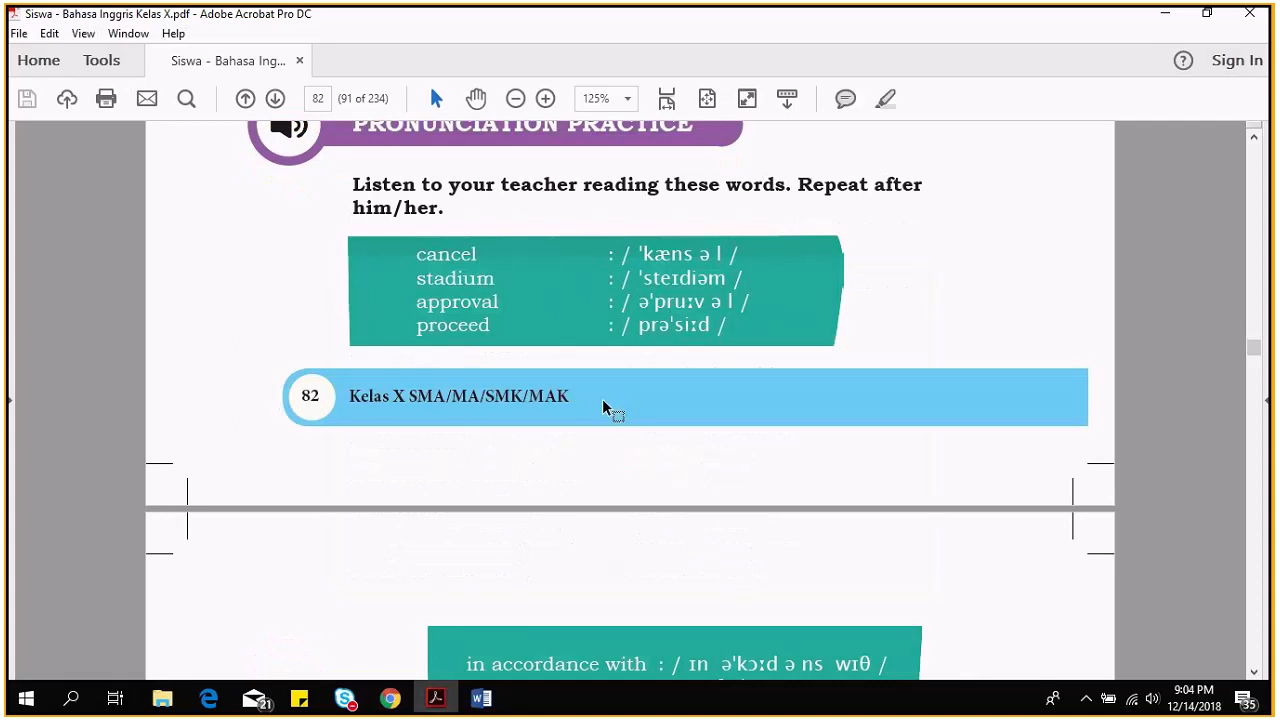 Siswa - Bahasa Inggris Kelas X.pdf - Adobe Acrobat Pro DC
File Edit View Window Help
Home Tools Siswa - Bahasa Ing... × Sign In
82 (91 of 234) 125%
PRONUNCIATION PRACTICE
Listen to your teacher reading these words. Repeat after
him/her.
cancel : / ˈkæns ə l /
stadium : / ˈsteɪdiəm /
approval : / əˈpruːv ə l /
proceed : / prəˈsiːd /
82 Kelas X SMA/MA/SMK/MAK
in accordance with : / ɪn əˈkɔːd ə ns wɪθ /
21
9:04 PM
12/14/2018
35